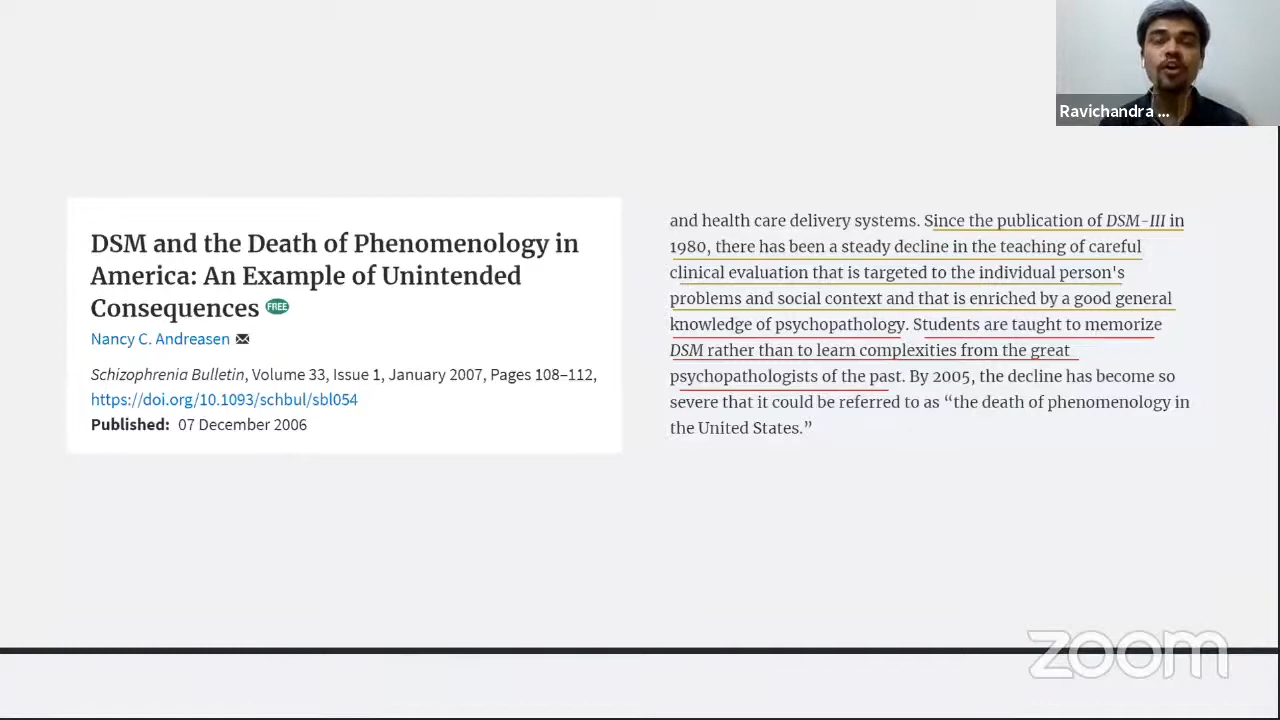 Ravichandra ...
DSM and the Death of Phenomenology in
America: An Example of Unintended
Consequences FREE
Nancy C. Andreasen
Schizophrenia Bulletin, Volume 33, Issue 1, January 2007, Pages 108–112,
https://doi.org/10.1093/schbul/sbl054
Published: 07 December 2006
and health care delivery systems. Since the publication of DSM-III in
1980, there has been a steady decline in the teaching of careful
clinical evaluation that is targeted to the individual person's
problems and social context and that is enriched by a good general
knowledge of psychopathology. Students are taught to memorize
DSM rather than to learn complexities from the great
psychopathologists of the past. By 2005, the decline has become so
severe that it could be referred to as “the death of phenomenology in
the United States.”
zoom